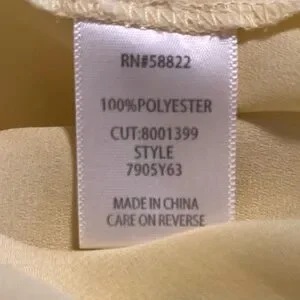 RN#58822
100%POLYESTER
CUT:8001399
STYLE
7905Y63
MADE IN CHINA
CARE ON REVERSE